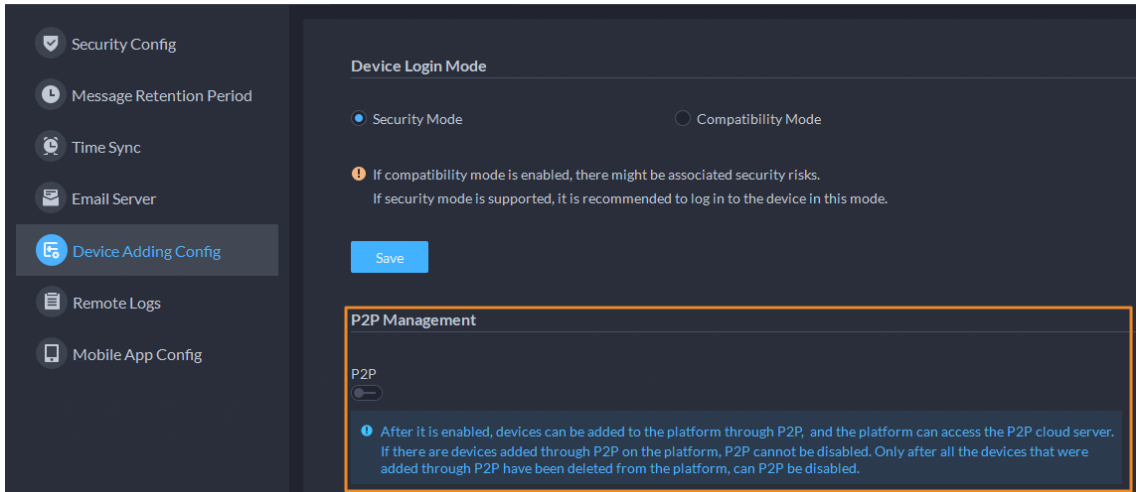 Security Config
Message Retention Period
Time Sync
Email Server
Device Adding Config
Remote Logs
Mobile App Config
Device Login Mode
Security Mode
Compatibility Mode
If compatibility mode is enabled, there might be associated security risks.
If security mode is supported, it is recommended to log in to the device in this mode.
Save
P2P Management
P2P
After it is enabled, devices can be added to the platform through P2P, and the platform can access the P2P cloud server.
If there are devices added through P2P on the platform, P2P cannot be disabled. Only after all the devices that were
added through P2P have been deleted from the platform, can P2P be disabled.